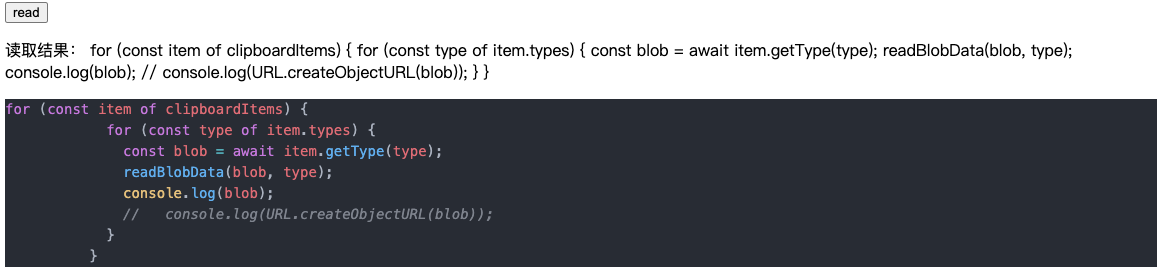 read
读取结果： for (const item of clipboardItems) { for (const type of item.types) { const blob = await item.getType(type); readBlobData(blob, type);
console.log(blob); // console.log(URL.createObjectURL(blob)); } }
for (const item of clipboardItems) {
            for (const type of item.types) {
              const blob = await item.getType(type);
              readBlobData(blob, type);
              console.log(blob);
              //   console.log(URL.createObjectURL(blob));
            }
          }